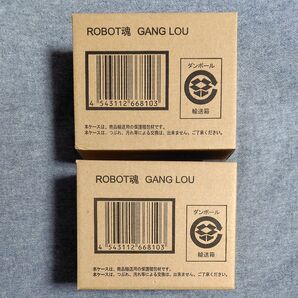 ROBOT魂 GANG LOU
4 543112 668103
ダンボール
輸送箱
本ケースは、商品輸送用の保護梱包材です。
本ケースは、つぶれ、汚れ等による交換は、出来ません。ご了承ください。
ROBOT魂 GANG LOU
4 543112 668103
ダンボール
輸送箱
本ケースは、商品輸送用の保護梱包材です。
本ケースは、つぶれ、汚れ等による交換は、出来ません。ご了承ください。